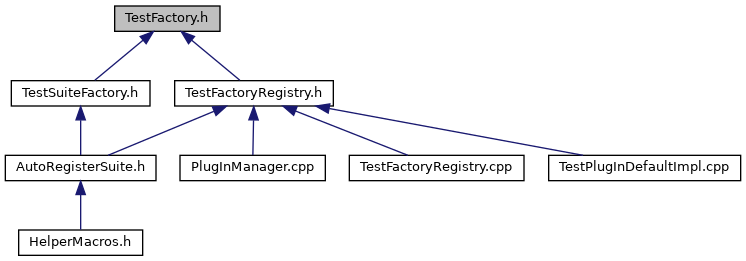 TestFactory.h
TestSuiteFactory.h
TestFactoryRegistry.h
AutoRegisterSuite.h
PlugInManager.cpp
TestFactoryRegistry.cpp
TestPlugInDefaultImpl.cpp
HelperMacros.h